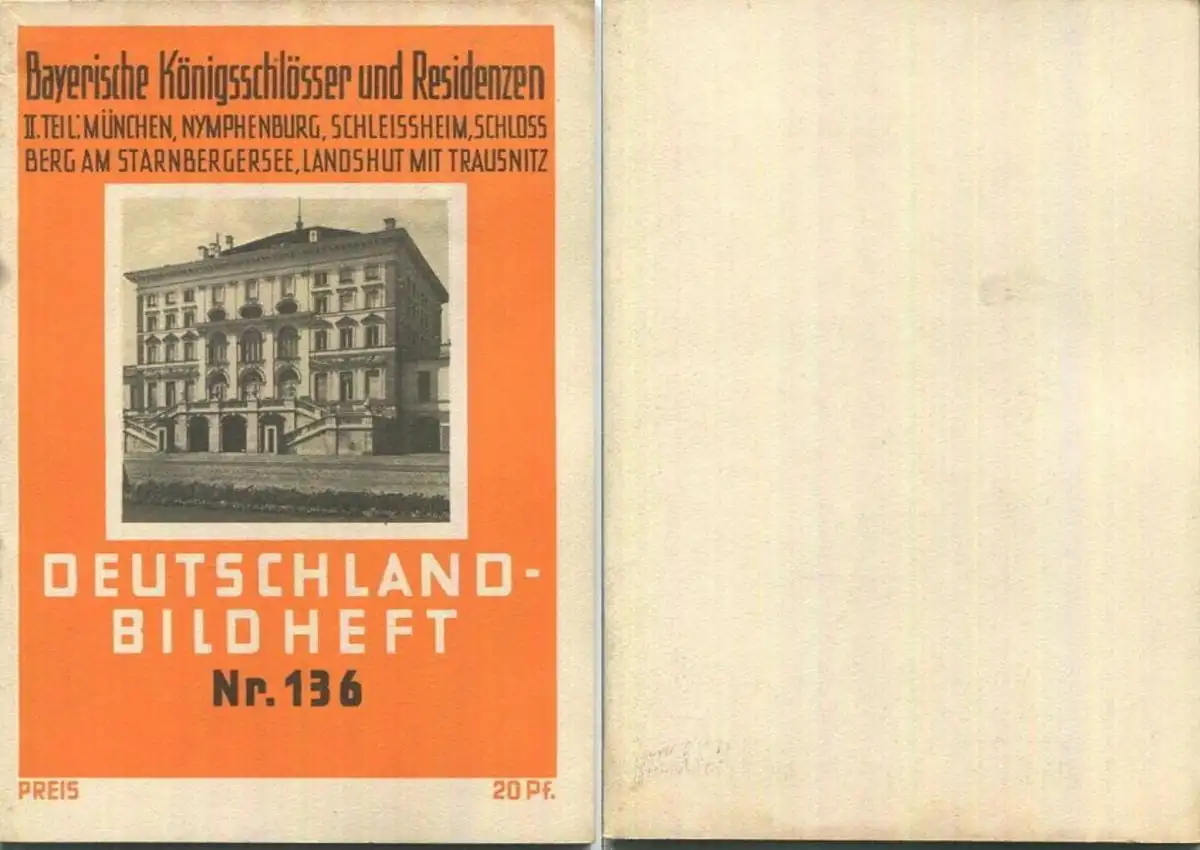 Bayerische Königsschlösser und Residenzen
II. TEIL: MÜNCHEN, NYMPHENBURG, SCHLEISSHEIM, SCHLOSS
BERG AM STARNBERGERSEE, LANDSHUT MIT TRAUSNITZ
DEUTSCHLAND-
BILDHEFT
Nr. 136
PREIS 20 Pf.